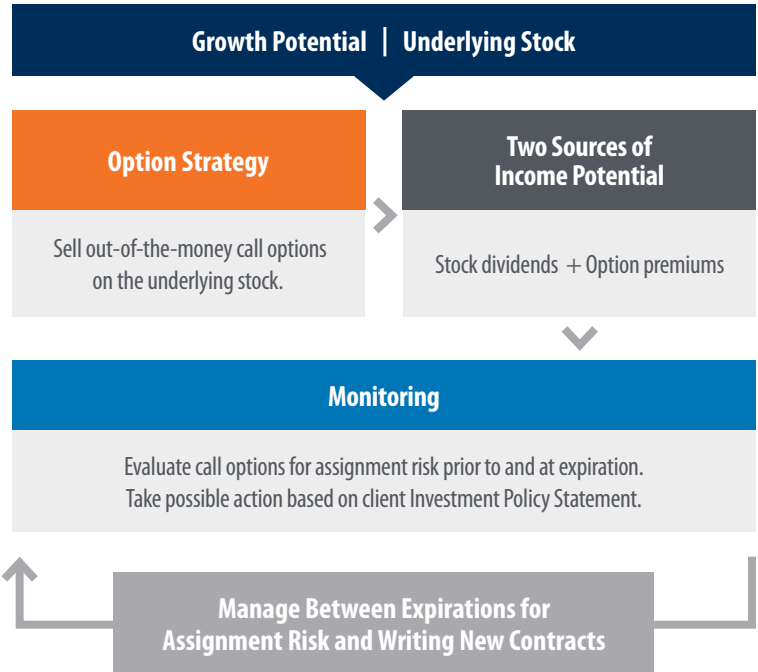 Growth Potential | Underlying Stock
Option Strategy
Sell out-of-the-money call options
on the underlying stock.
Two Sources of
Income Potential
Stock dividends + Option premiums
Monitoring
Evaluate call options for assignment risk prior to and at expiration.
Take possible action based on client Investment Policy Statement.
Manage Between Expirations for
Assignment Risk and Writing New Contracts